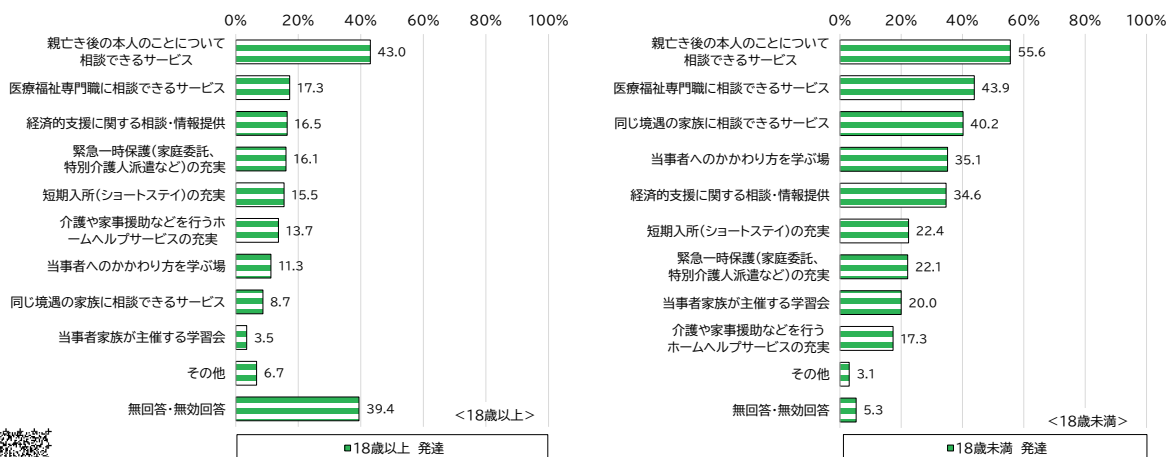 0% 20% 40% 60% 80% 100%
親亡き後の本人のことについて
相談できるサービス
43.0
医療福祉専門職に相談できるサービス
17.3
経済的支援に関する相談・情報提供
16.5
緊急一時保護(家庭委託、
特別介護人派遣など)の充実
16.1
短期入所(ショートステイ)の充実
15.5
介護や家事援助などを行うホ
ームヘルプサービスの充実
13.7
当事者へのかかわり方を学ぶ場
11.3
同じ境遇の家族に相談できるサービス
8.7
当事者家族が主催する学習会
3.5
その他
6.7
無回答・無効回答
39.4
<18歳以上>
18歳以上 発達
0% 20% 40% 60% 80% 100%
親亡き後の本人のことについて
相談できるサービス
55.6
医療福祉専門職に相談できるサービス
43.9
同じ境遇の家族に相談できるサービス
40.2
当事者へのかかわり方を学ぶ場
35.1
経済的支援に関する相談・情報提供
34.6
短期入所(ショートステイ)の充実
22.4
緊急一時保護(家庭委託、
特別介護人派遣など)の充実
22.1
当事者家族が主催する学習会
20.0
介護や家事援助などを行う
ホームヘルプサービスの充実
17.3
その他
3.1
無回答・無効回答
5.3
<18歳未満>
18歳未満 発達